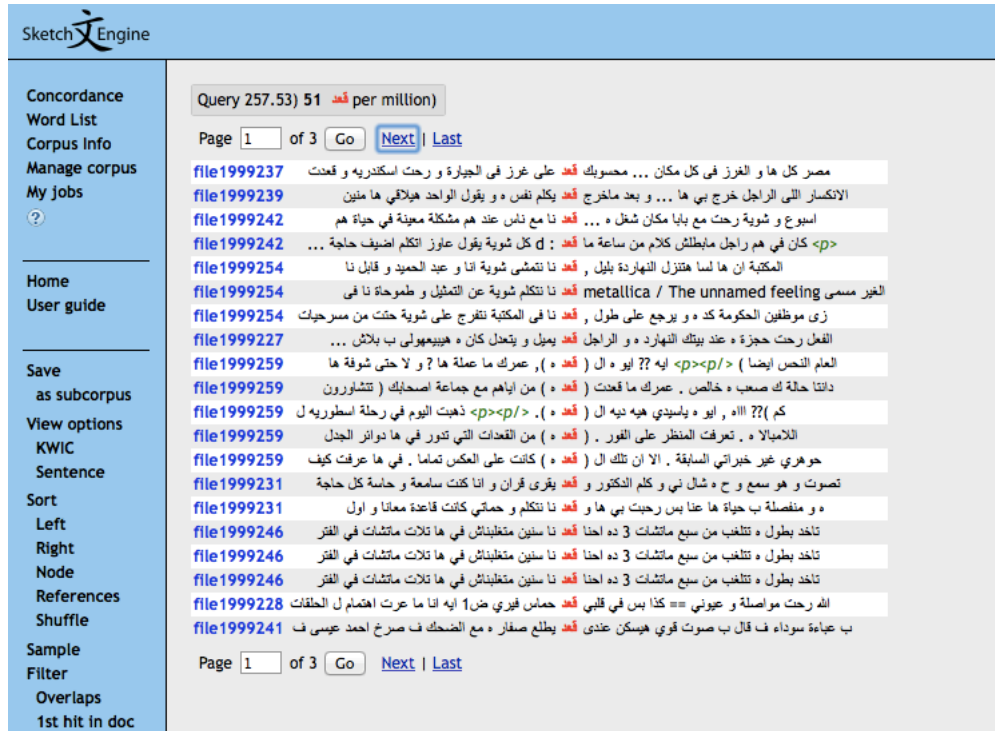 Sketch Engine
Concordance
Word List
Corpus Info
Manage corpus
My jobs
?
Home
User guide
Save
as subcorpus
View options
KWIC
Sentence
Sort
Left
Right
Node
References
Shuffle
Sample
Filter
Overlaps
1st hit in doc
Query 257.53) 51 قعد per million)
Page 1 of 3 Go Next | Last
file1999237 مصر كل ها و الغرز فى كل مكان ... محسوبك قعد على غرز فى الجيارة و رحت اسكندريه و قعدت
file1999239 الانكسار اللى الراجل خرج بي ها ... و بعد ماخرج قعد يكلم نفس ه و يقول الواحد هيلاقي ها منين
file1999242 اسبوع و شوية رحت مع بابا مكان شغل ه ... قعد نا مع ناس عند هم مشكلة معينة في حياة هم
file1999242 <p> كان في هم راجل مابطلش كلام من ساعة ما قعد : d كل شوية يقول عاوز اتكلم اضيف حاجة ...
file1999254 المكتبة ان ها لسا هتنزل النهاردة بليل , قعد نا نتمشى شوية انا و عبد الحميد و قابل نا
file1999254 الغير مسمى metallica / The unnamed feeling قعد نا نتكلم شوية عن التمثيل و طموحاة نا فى
file1999254 زى موظفين الحكومة كد ه و يرجع على طول , قعد نا فى المكتبة نتفرج على شوية حتت من مسرحيات
file1999227 الفعل رحت حجزة ه عند بيتك النهارد ه و الراجل قعد يميل و يتعدل كان ه هيبيعهولى ب بلاش ...
file1999259 العام النحس ايضا ) <p></p> ايه ?? ايو ه ال ( قعد ه ), عمرك ما عملة ها ? و لا حتى شوفة ها
file1999259 دانتا حالة ك صعب ه خالص . عمرك ما قعدت ( قعد ه ) من اياهم مع جماعة اصحابك ( تتشاورون
file1999259 كم )?? اااه , ايو ه ياسيدي هيه ديه ال ( قعد ه ). <p></p> ذهبت اليوم في رحلة اسطوريه ل
file1999259 اللامبالا ه . تعرفت المنظر على الفور . ( قعد ه ) من القعدات التي تدور في ها دوائر الجدل
file1999259 حوهري غير خبراتي السابقة . الا ان تلك ال ( قعد ه ) كانت على العكس تماما . في ها عرفت كيف
file1999231 تصوت و هو سمع و ح ه شال ني و كلم الدكتور و قعد يقرى قران و انا كنت سامعة و حاسة كل حاجة
file1999231 ه و منفصلة ب حياة ها عنا بس رحبت بي ها و قعد نا نتكلم و حماتي كانت قاعدة معانا و اول
file1999246 تاخد بطول ه تتلغب من سبع ماتشات 3 ده احنا قعد نا سنين متغلبناش في ها تلات ماتشات في الفتر
file1999246 تاخد بطول ه تتلغب من سبع ماتشات 3 ده احنا قعد نا سنين متغلبناش في ها تلات ماتشات في الفتر
file1999246 تاخد بطول ه تتلغب من سبع ماتشات 3 ده احنا قعد نا سنين متغلبناش في ها تلات ماتشات في الفتر
file1999228 الله رحت مواصلة و عيوني == كذا بس في قلبي قعد حماس فيري ض1 ايه انا ما عرت اهتمام ل الحلقات
file1999241 ب عباءة سوداء ف قال ب صوت قوي هيسكن عندى قعد يطلع صفار ه مع الضحك ف صرخ احمد عيسى ف
Page 1 of 3 Go Next | Last